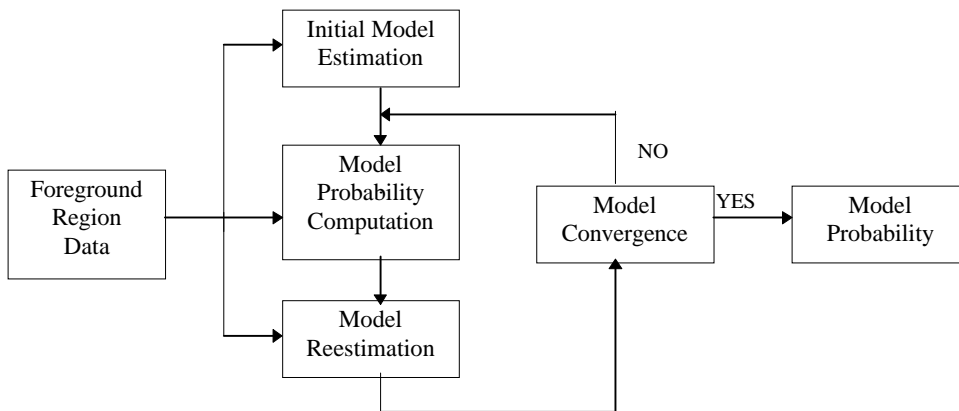 Initial Model
Estimation
NO
Model
Probability
Computation
Foreground
Region
Data
Model
Convergence
YES
Model
Probability
Model
Reestimation